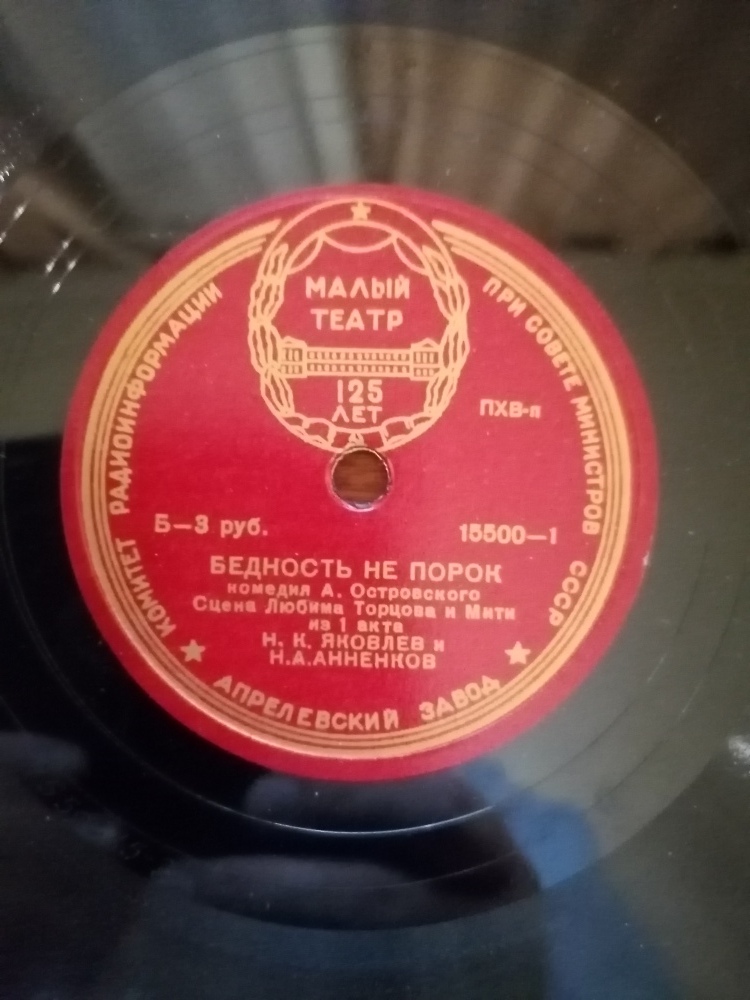 МАЛЫЙ
ТЕАТР
125
ЛЕТ
КОМИТЕТ РАДИОИНФОРМАЦИИ
ПРИ СОВЕТЕ МИНИСТРОВ СССР
ПХВ-п
Б—3 руб.
15500—1
БЕДНОСТЬ НЕ ПОРОК
комедия А. Островского
Сцена Любима Торцова и Мити
из 1 акта
Н. К. ЯКОВЛЕВ и
Н.А.АННЕНКОВ
АПРЕЛЕВСКИЙ ЗАВОД